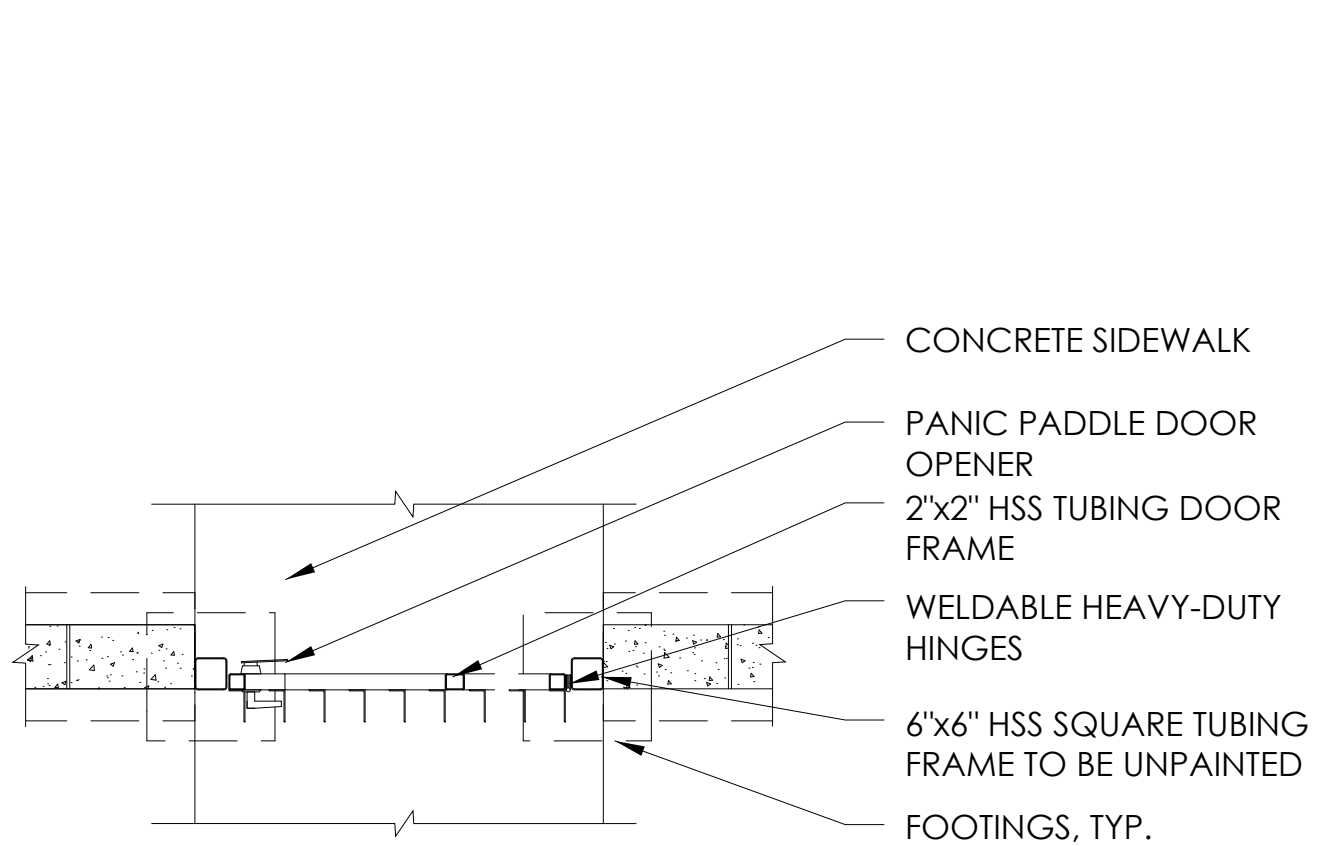 CONCRETE SIDEWALK
PANIC PADDLE DOOR
OPENER
2"x2" HSS TUBING DOOR
FRAME
WELDABLE HEAVY-DUTY
HINGES
6"x6" HSS SQUARE TUBING
FRAME TO BE UNPAINTED
FOOTINGS, TYP.